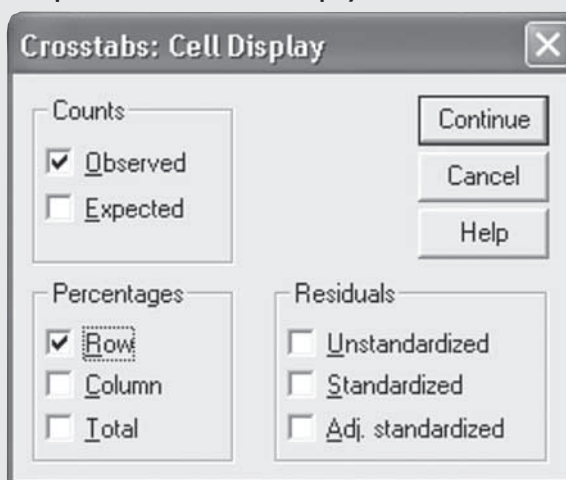 Crosstabs: Cell Display
Counts
Observed
Expected
Continue
Cancel
Help
Percentages
Row
Column
Total
Residuals
Unstandardized
Standardized
Adj. standardized